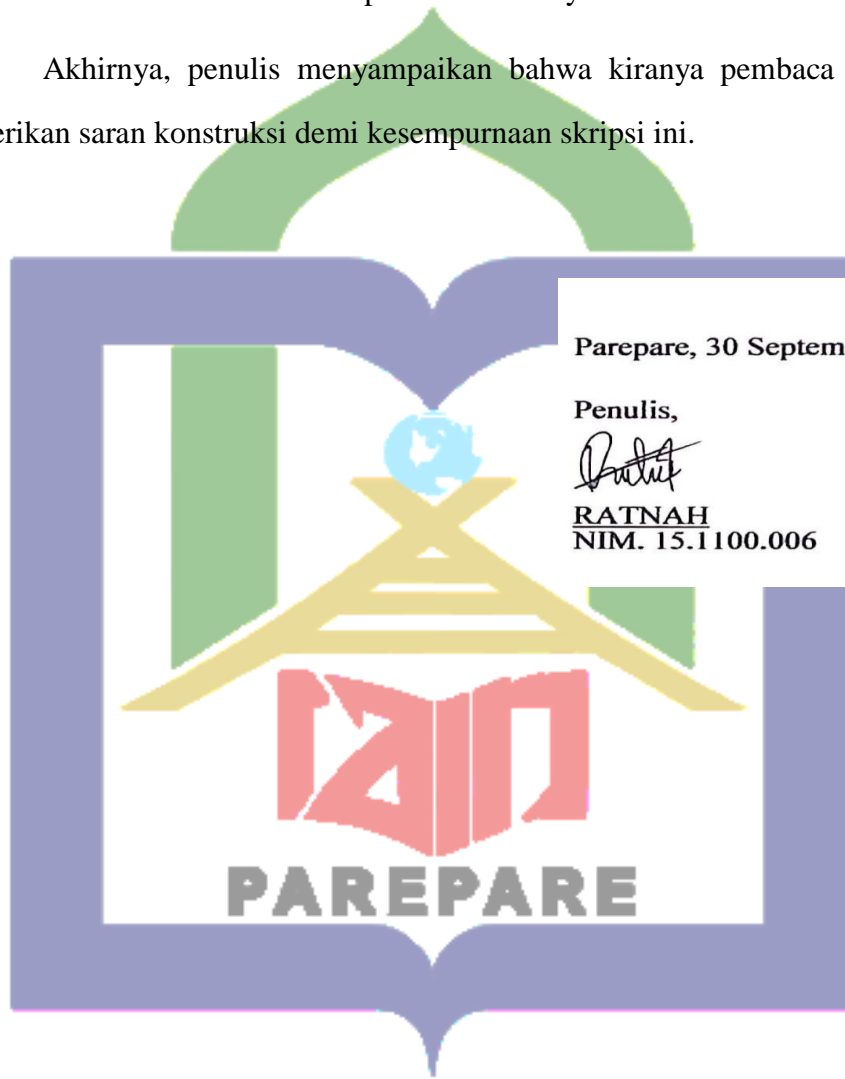 Akhirnya, penulis menyampaikan bahwa kiranya pembaca
erikan saran konstruksi demi kesempurnaan skripsi ini.
Parepare, 30 Septem
Penulis,
RATNAH
NIM. 15.1100.006
iain
PAREPARE